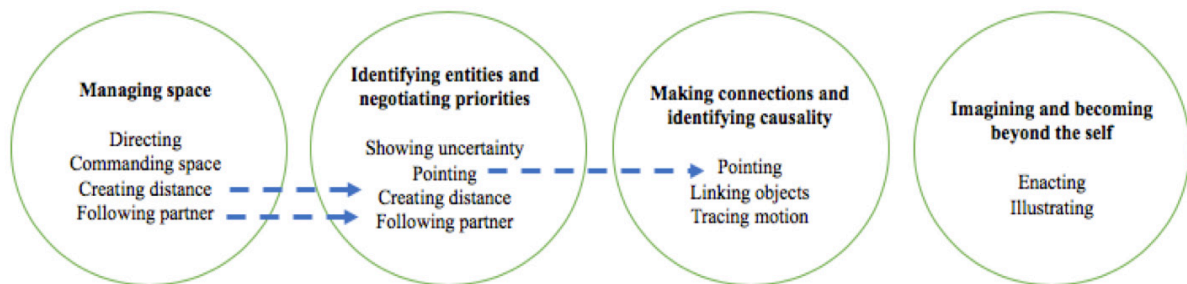 Managing space
Directing
Commanding space
Creating distance
Following partner
Identifying entities and
negotiating priorities
Showing uncertainty
Pointing
Creating distance
Following partner
Making connections and
identifying causality
Pointing
Linking objects
Tracing motion
Imagining and becoming
beyond the self
Enacting
Illustrating